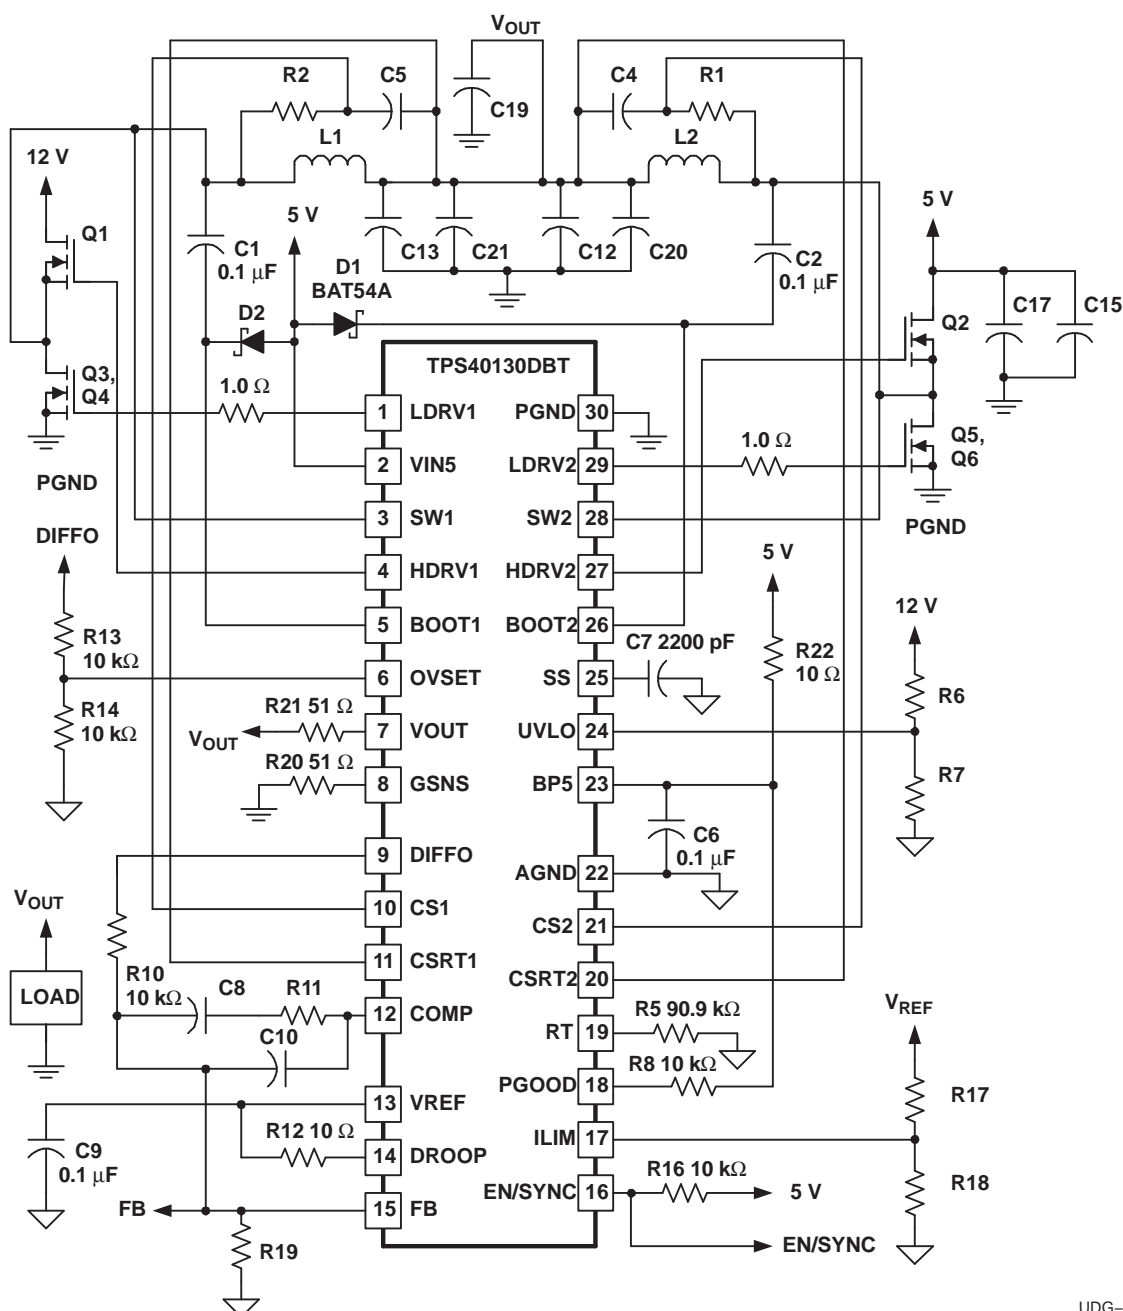 VOUT
R2
C5
C4
R1
C19
L1
L2
12 V
5 V
5 V
Q1
C1
0.1 μF
C13
C21
C12
C20
C2
0.1 μF
D1
BAT54A
D2
Q2
C17
C15
TPS40130DBT
Q3,
Q4
1.0 Ω
1 LDRV1
PGND 30
1.0 Ω
Q5,
Q6
2 VIN5
LDRV2 29
PGND
3 SW1
SW2 28
PGND
DIFFO
4 HDRV1
HDRV2 27
5 V
12 V
5 BOOT1
BOOT2 26
R13
10 kΩ
C7 2200 pF
R22
10 Ω
6 OVSET
SS 25
R6
R14
10 kΩ
R21 51 Ω
VOUT
7 VOUT
UVLO 24
R20 51 Ω
8 GSNS
BP5 23
R7
C6
0.1 μF
9 DIFFO
AGND 22
VOUT
10 CS1
CS2 21
11 CSRT1
CSRT2 20
LOAD
R10
10 kΩ
C8
R11
12 COMP
R5 90.9 kΩ
RT 19
VREF
C10
R8 10 kΩ
PGOOD 18
13 VREF
R17
C9
0.1 μF
R12 10 Ω
14 DROOP
ILIM 17
R16 10 kΩ
EN/SYNC 16
5 V
R18
FB
15 FB
EN/SYNC
R19
UDG–